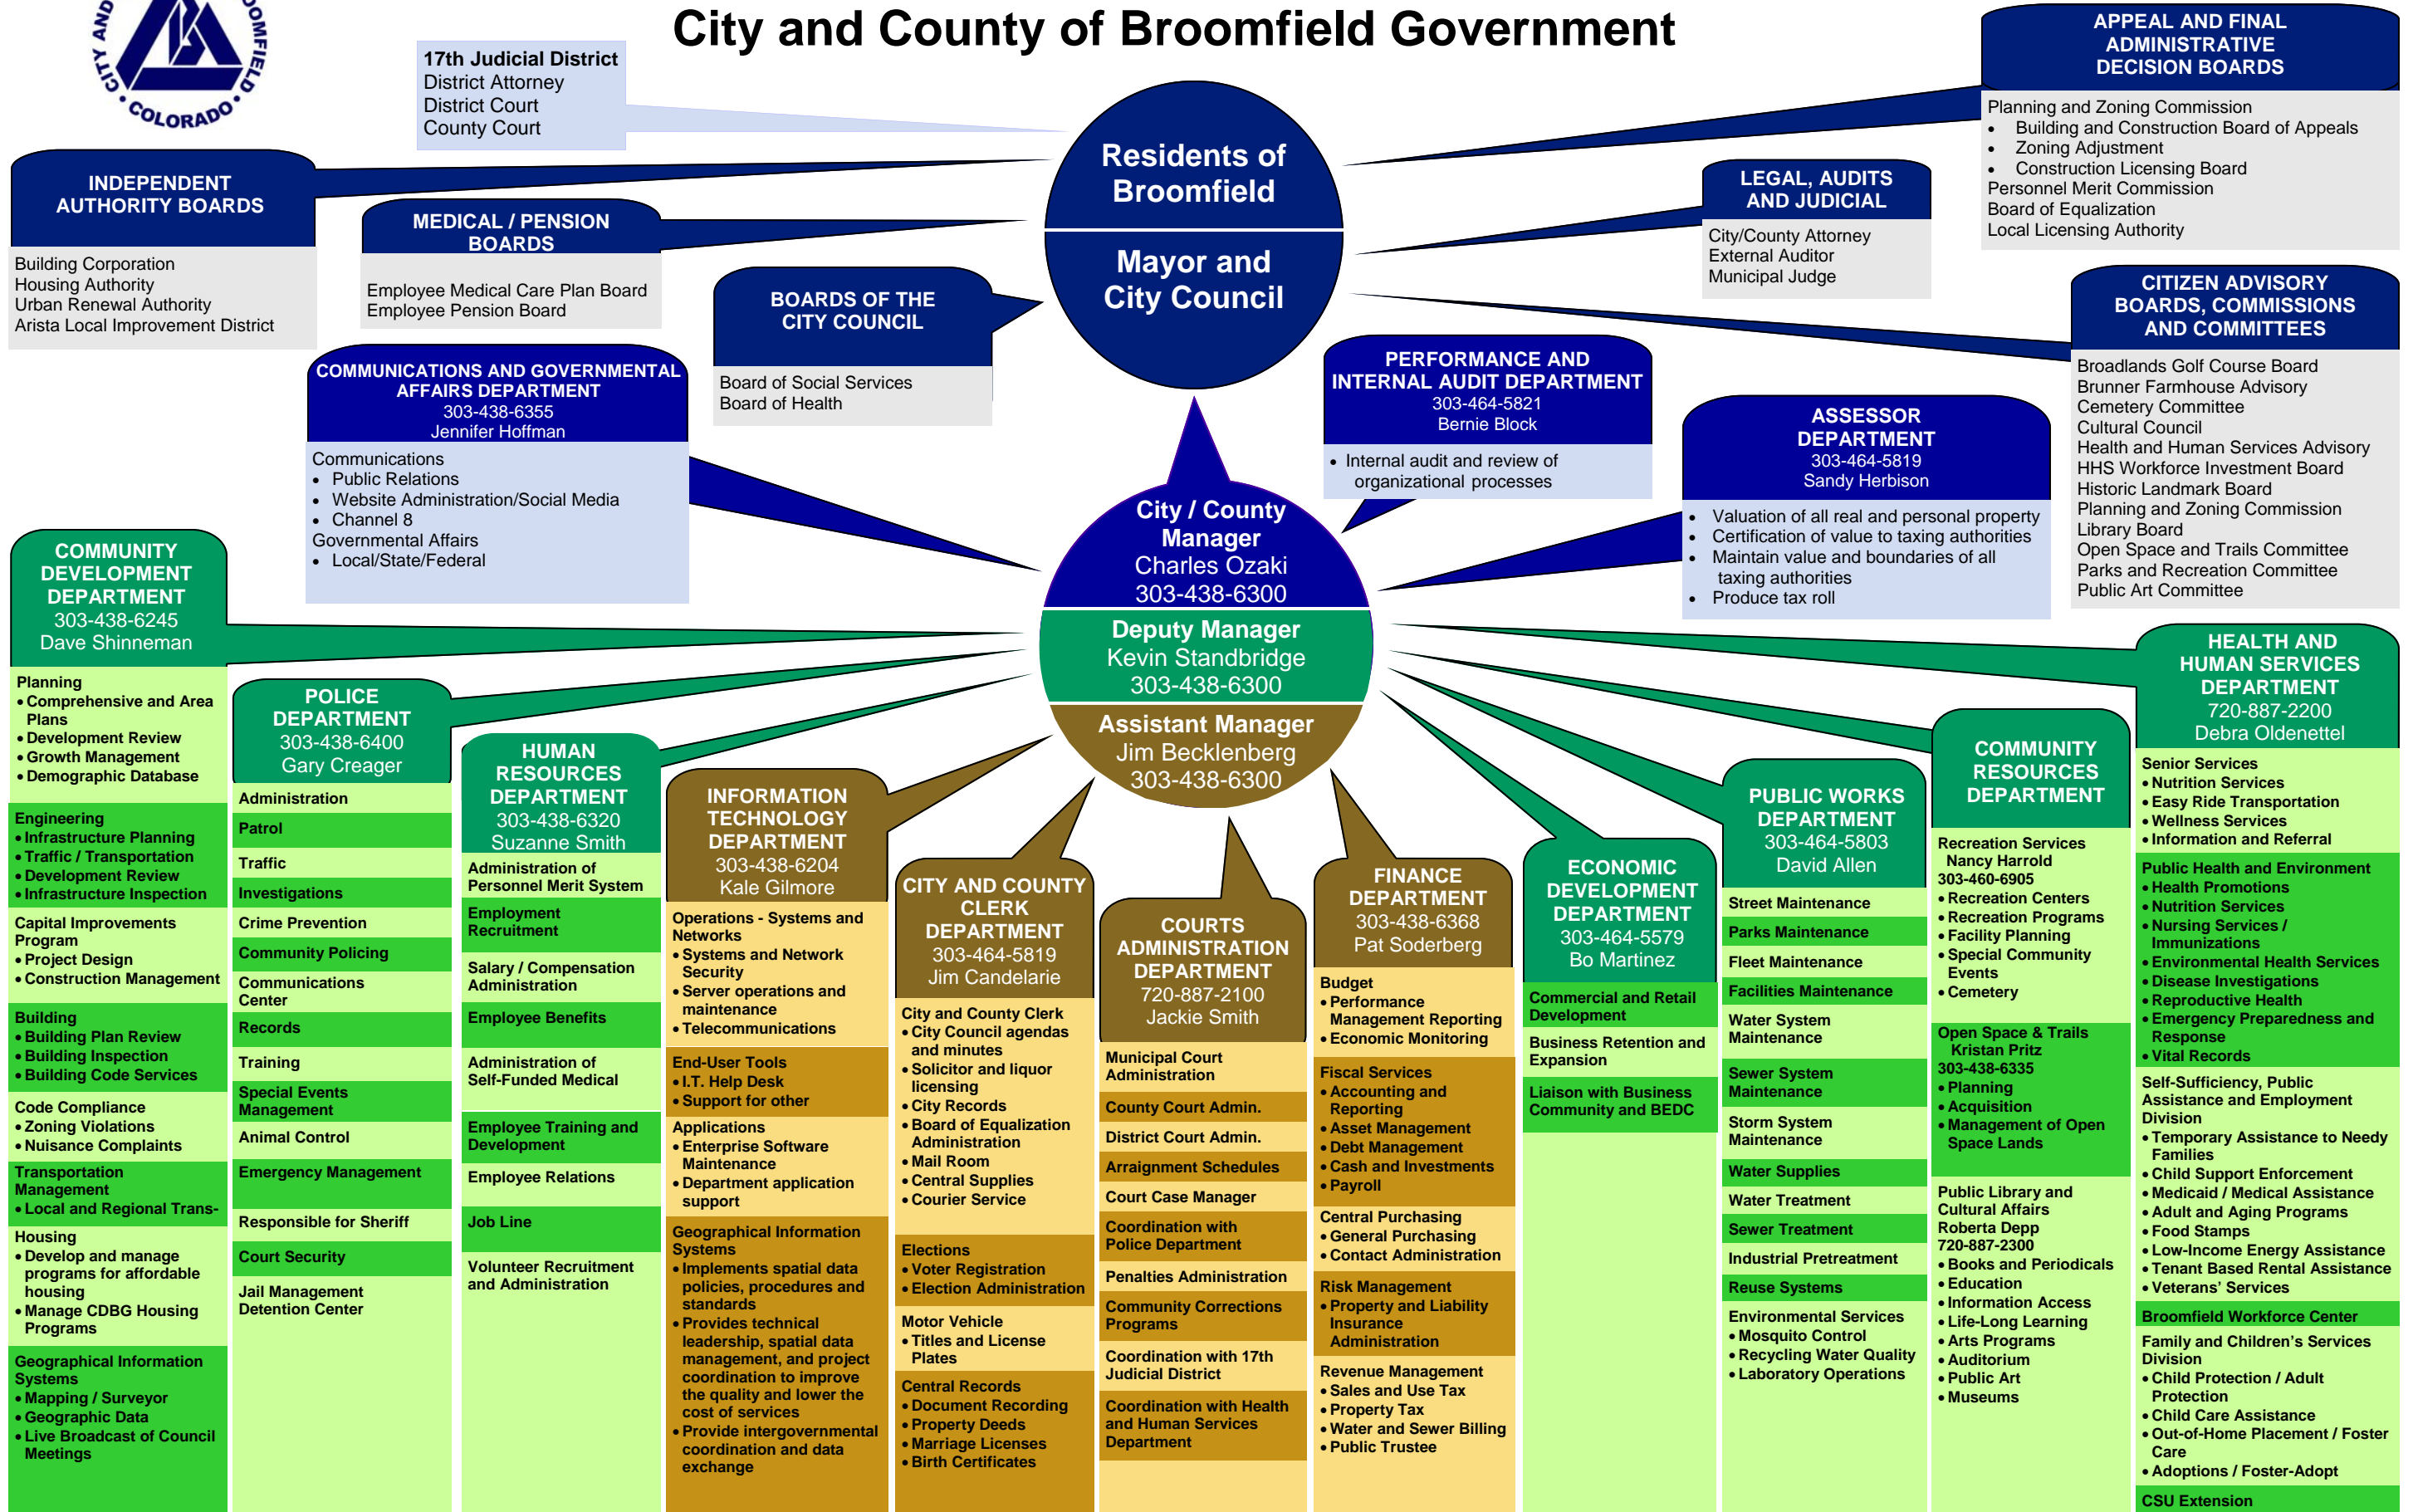 City and County of Broomfield Government
CITY AND
OOMFIELD
COLORADO
17th Judicial District
District Attorney
District Court
County Court
Residents of
Broomfield
Mayor and
City Council
APPEAL AND FINAL
ADMINISTRATIVE
DECISION BOARDS
Planning and Zoning Commission
• Building and Construction Board of Appeals
• Zoning Adjustment
• Construction Licensing Board
Personnel Merit Commission
Board of Equalization
Local Licensing Authority
INDEPENDENT
AUTHORITY BOARDS
Building Corporation
Housing Authority
Urban Renewal Authority
Arista Local Improvement District
MEDICAL / PENSION
BOARDS
Employee Medical Care Plan Board
Employee Pension Board
BOARDS OF THE
CITY COUNCIL
Board of Social Services
Board of Health
LEGAL, AUDITS
AND JUDICIAL
City/County Attorney
External Auditor
Municipal Judge
CITIZEN ADVISORY
BOARDS, COMMISSIONS
AND COMMITTEES
Broadlands Golf Course Board
Brunner Farmhouse Advisory
Cemetery Committee
Cultural Council
Health and Human Services Advisory
HHS Workforce Investment Board
Historic Landmark Board
Planning and Zoning Commission
Library Board
Open Space and Trails Committee
Parks and Recreation Committee
Public Art Committee
COMMUNICATIONS AND GOVERNMENTAL
AFFAIRS DEPARTMENT
303-438-6355
Jennifer Hoffman
Communications
• Public Relations
• Website Administration/Social Media
• Channel 8
Governmental Affairs
• Local/State/Federal
PERFORMANCE AND
INTERNAL AUDIT DEPARTMENT
303-464-5821
Bernie Block
• Internal audit and review of
organizational processes
ASSESSOR
DEPARTMENT
303-464-5819
Sandy Herbison
• Valuation of all real and personal property
• Certification of value to taxing authorities
• Maintain value and boundaries of all
taxing authorities
• Produce tax roll
City / County
Manager
Charles Ozaki
303-438-6300
Deputy Manager
Kevin Standbridge
303-438-6300
Assistant Manager
Jim Becklenberg
303-438-6300
COMMUNITY
DEVELOPMENT
DEPARTMENT
303-438-6245
Dave Shinneman
Planning
• Comprehensive and Area
Plans
• Development Review
• Growth Management
• Demographic Database
Engineering
• Infrastructure Planning
• Traffic / Transportation
• Development Review
• Infrastructure Inspection
Capital Improvements
Program
• Project Design
• Construction Management
Building
• Building Plan Review
• Building Inspection
• Building Code Services
Code Compliance
• Zoning Violations
• Nuisance Complaints
Transportation
Management
• Local and Regional Trans-
Housing
• Develop and manage
programs for affordable
housing
• Manage CDBG Housing
Programs
Geographical Information
Systems
• Mapping / Surveyor
• Geographic Data
• Live Broadcast of Council
Meetings
POLICE
DEPARTMENT
303-438-6400
Gary Creager
Administration
Patrol
Traffic
Investigations
Crime Prevention
Community Policing
Communications
Center
Records
Training
Special Events
Management
Animal Control
Emergency Management
Responsible for Sheriff
Court Security
Jail Management
Detention Center
HUMAN
RESOURCES
DEPARTMENT
303-438-6320
Suzanne Smith
Administration of
Personnel Merit System
Employment
Recruitment
Salary / Compensation
Administration
Employee Benefits
Administration of
Self-Funded Medical
Employee Training and
Development
Employee Relations
Job Line
Volunteer Recruitment
and Administration
INFORMATION
TECHNOLOGY
DEPARTMENT
303-438-6204
Kale Gilmore
Operations - Systems and
Networks
• Systems and Network
Security
• Server operations and
maintenance
• Telecommunications
End-User Tools
• I.T. Help Desk
• Support for other
Applications
• Enterprise Software
Maintenance
• Department application
support
Geographical Information
Systems
• Implements spatial data
policies, procedures and
standards
• Provides technical
leadership, spatial data
management, and project
coordination to improve
the quality and lower the
cost of services
• Provide intergovernmental
coordination and data
exchange
CITY AND COUNTY
CLERK
DEPARTMENT
303-464-5819
Jim Candelarie
City and County Clerk
• City Council agendas
and minutes
• Solicitor and liquor
licensing
• City Records
• Board of Equalization
Administration
• Mail Room
• Central Supplies
• Courier Service
Elections
• Voter Registration
• Election Administration
Motor Vehicle
• Titles and License
Plates
Central Records
• Document Recording
• Property Deeds
• Marriage Licenses
• Birth Certificates
COURTS
ADMINISTRATION
DEPARTMENT
720-887-2100
Jackie Smith
Municipal Court
Administration
County Court Admin.
District Court Admin.
Arraignment Schedules
Court Case Manager
Coordination with
Police Department
Penalties Administration
Community Corrections
Programs
Coordination with 17th
Judicial District
Coordination with Health
and Human Services
Department
FINANCE
DEPARTMENT
303-438-6368
Pat Soderberg
Budget
• Performance
Management Reporting
• Economic Monitoring
Fiscal Services
• Accounting and
Reporting
• Asset Management
• Debt Management
• Cash and Investments
• Payroll
Central Purchasing
• General Purchasing
• Contact Administration
Risk Management
• Property and Liability
Insurance
Administration
Revenue Management
• Sales and Use Tax
• Property Tax
• Water and Sewer Billing
• Public Trustee
ECONOMIC
DEVELOPMENT
DEPARTMENT
303-464-5579
Bo Martinez
Commercial and Retail
Development
Business Retention and
Expansion
Liaison with Business
Community and BEDC
PUBLIC WORKS
DEPARTMENT
303-464-5803
David Allen
Street Maintenance
Parks Maintenance
Fleet Maintenance
Facilities Maintenance
Water System
Maintenance
Sewer System
Maintenance
Storm System
Maintenance
Water Supplies
Water Treatment
Sewer Treatment
Industrial Pretreatment
Reuse Systems
Environmental Services
• Mosquito Control
• Recycling Water Quality
• Laboratory Operations
COMMUNITY
RESOURCES
DEPARTMENT
Recreation Services
Nancy Harrold
303-460-6905
• Recreation Centers
• Recreation Programs
• Facility Planning
• Special Community
Events
• Cemetery
Open Space & Trails
Kristan Pritz
303-438-6335
• Planning
• Acquisition
• Management of Open
Space Lands
Public Library and
Cultural Affairs
Roberta Depp
720-887-2300
• Books and Periodicals
• Education
• Information Access
• Life-Long Learning
• Arts Programs
• Auditorium
• Public Art
• Museums
HEALTH AND
HUMAN SERVICES
DEPARTMENT
720-887-2200
Debra Oldenettel
Senior Services
• Nutrition Services
• Easy Ride Transportation
• Wellness Services
• Information and Referral
Public Health and Environment
• Health Promotions
• Nutrition Services
• Nursing Services /
Immunizations
• Environmental Health Services
• Disease Investigations
• Reproductive Health
• Emergency Preparedness and
Response
• Vital Records
Self-Sufficiency, Public
Assistance and Employment
Division
• Temporary Assistance to Needy
Families
• Child Support Enforcement
• Medicaid / Medical Assistance
• Adult and Aging Programs
• Food Stamps
• Low-Income Energy Assistance
• Tenant Based Rental Assistance
• Veterans' Services
Broomfield Workforce Center
Family and Children's Services
Division
• Child Protection / Adult
Protection
• Child Care Assistance
• Out-of-Home Placement / Foster
Care
• Adoptions / Foster-Adopt
CSU Extension